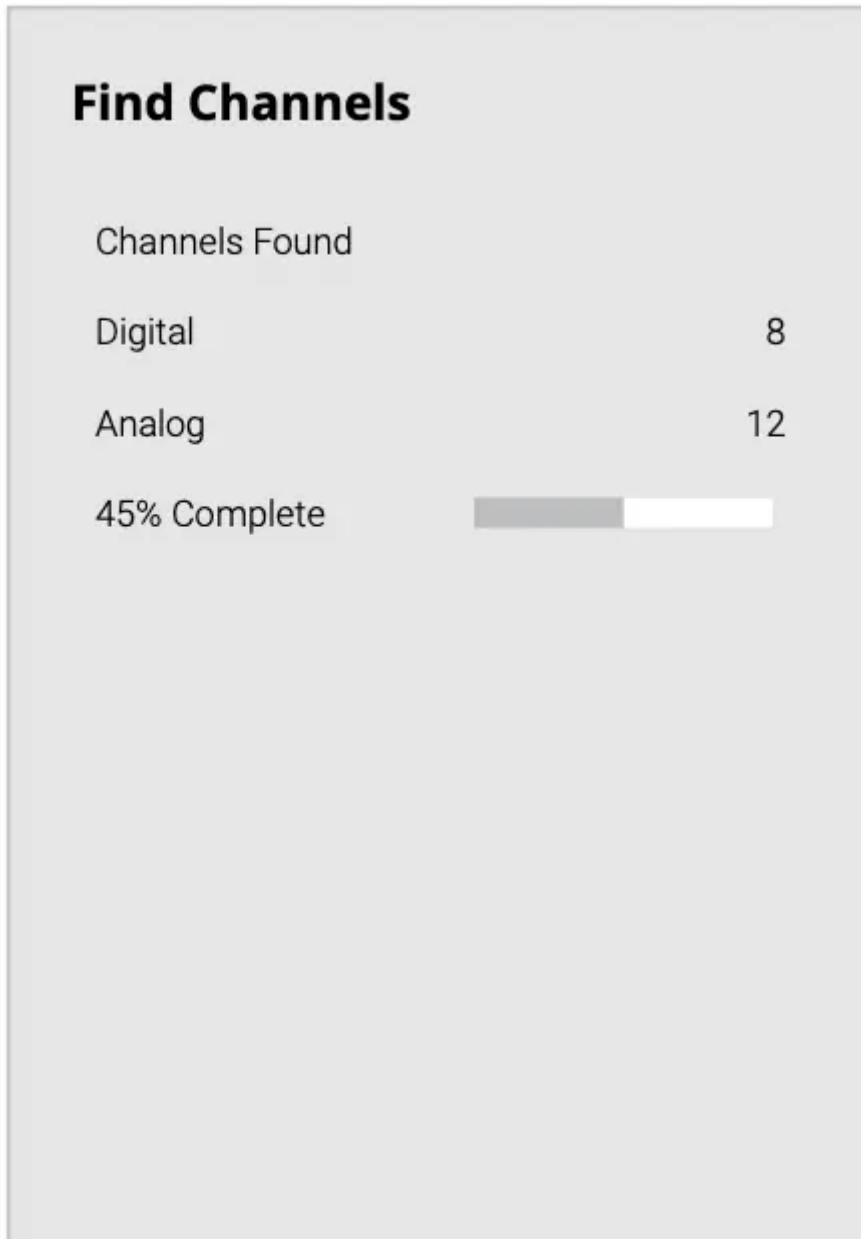 Find Channels
Channels Found
Digital 8
Analog 12
45% Complete